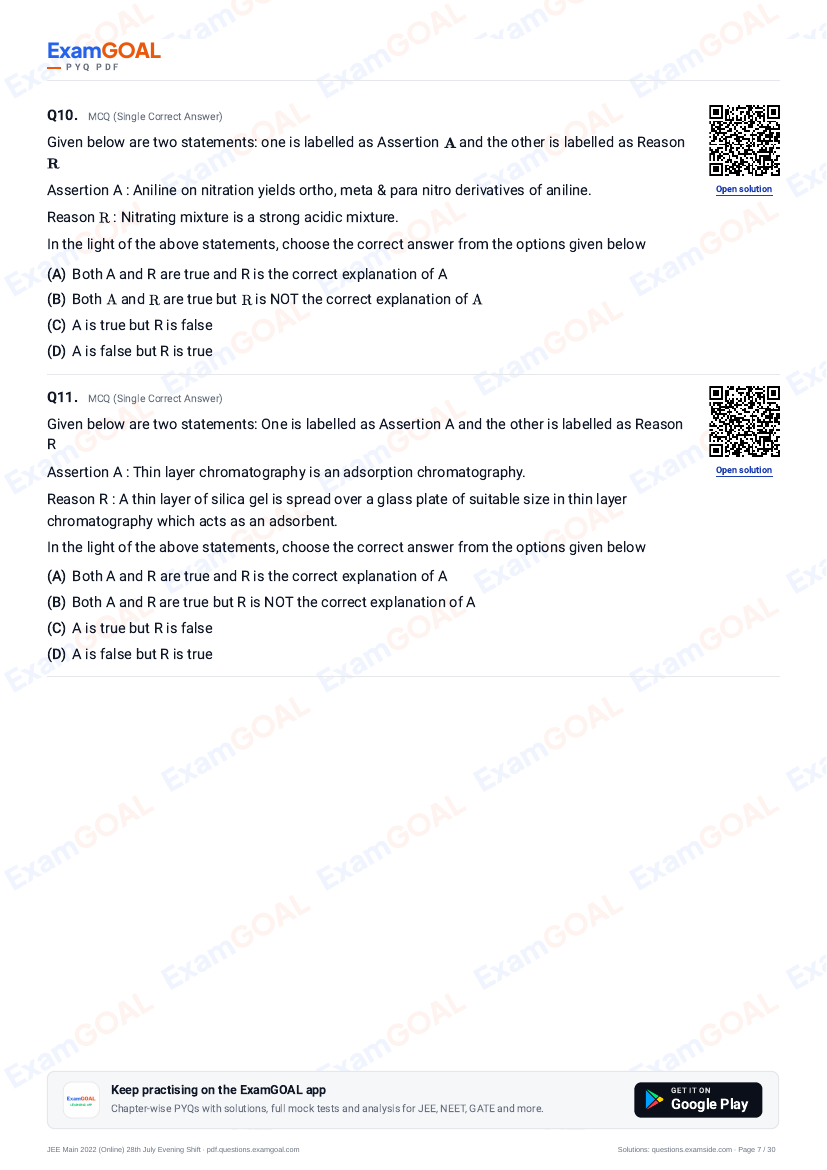 ExamGOAL
PYQ PDF
Q10. MCQ (Single Correct Answer)
Given below are two statements: one is labelled as Assertion A and the other is labelled as Reason
R
Open solution
Assertion A : Aniline on nitration yields ortho, meta & para nitro derivatives of aniline.
Reason R : Nitrating mixture is a strong acidic mixture.
In the light of the above statements, choose the correct answer from the options given below
(A) Both A and R are true and R is the correct explanation of A
(B) Both A and R are true but R is NOT the correct explanation of A
(C) A is true but R is false
(D) A is false but R is true
Q11. MCQ (Single Correct Answer)
Given below are two statements: One is labelled as Assertion A and the other is labelled as Reason
R
Open solution
Assertion A : Thin layer chromatography is an adsorption chromatography.
Reason R : A thin layer of silica gel is spread over a glass plate of suitable size in thin layer
chromatography which acts as an adsorbent.
In the light of the above statements, choose the correct answer from the options given below
(A) Both A and R are true and R is the correct explanation of A
(B) Both A and R are true but R is NOT the correct explanation of A
(C) A is true but R is false
(D) A is false but R is true
ExamGOAL
Keep practising on the ExamGOAL app
Chapter-wise PYQs with solutions, full mock tests and analysis for JEE, NEET, GATE and more.
GET IT ON
Google Play
JEE Main 2022 (Online) 28th July Evening Shift · pdf.questions.examgoal.com
Solutions: questions.examside.com · Page 7 / 30